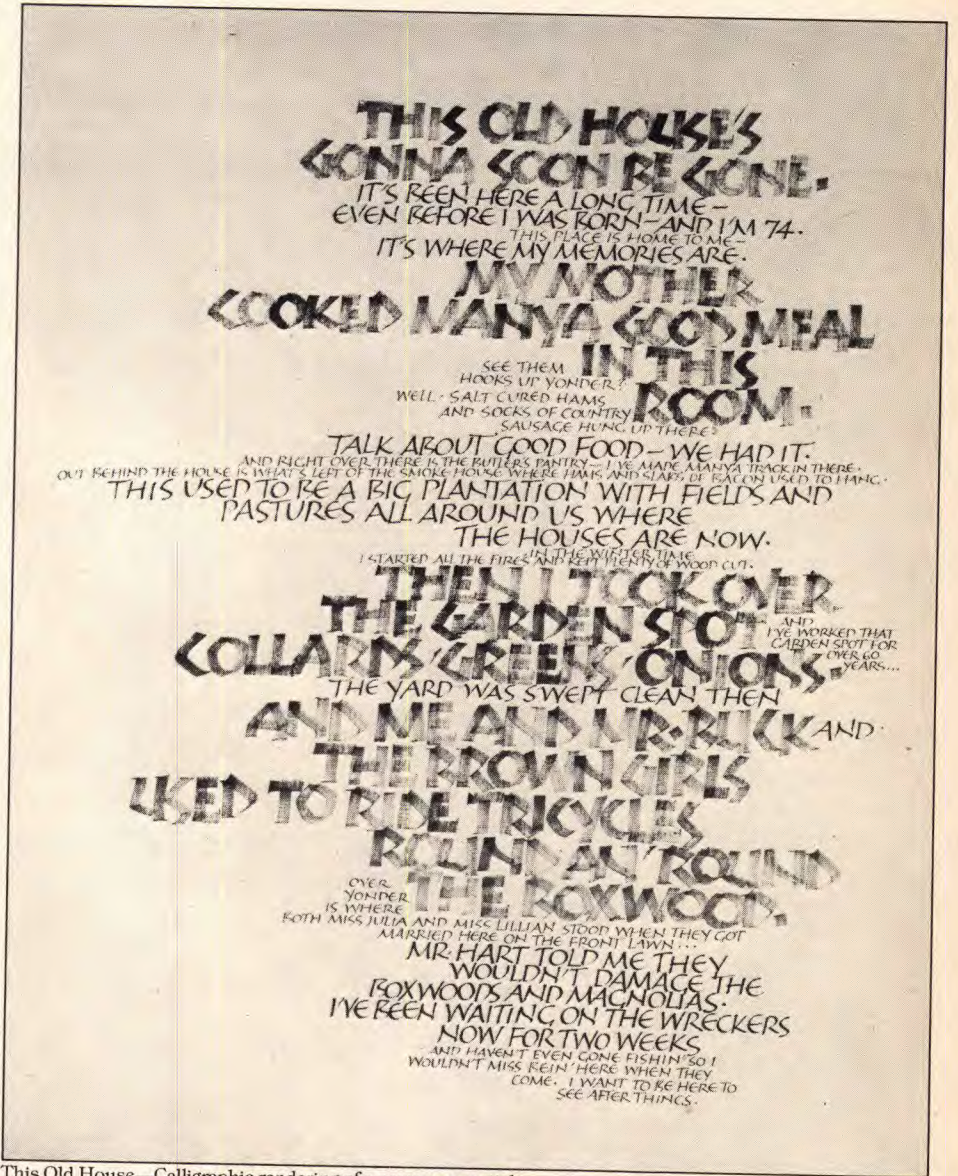 THIS OLD HOUSE'S
GONNA SOON BE GONE.
IT'S BEEN HERE A LONG TIME –
EVEN BEFORE I WAS BORN – AND I'M 74.
THIS PLACE IS HOME TO ME –
IT'S WHERE MY MEMORIES ARE.
MY MOTHER
COOKED MANY A GOOD MEAL
IN THIS
ROOM.
SEE THEM
HOOKS UP YONDER?
WELL. SALT CURED HAMS
AND SOCKS OF COUNTRY
SAUSAGE HUNG UP THERE.
TALK ABOUT GOOD FOOD – WE HAD IT.
AND RIGHT OVER THERE IS THE BUTLERS PANTRY – I'VE MADE MANY A TRACK IN THERE.
OUT BEHIND THE HOUSE IS WHAT'S LEFT OF THE SMOKE HOUSE WHERE HAMS AND SLABS OF BACON USED TO HANG.
THIS USED TO BE A BIG PLANTATION WITH FIELDS AND
PASTURES ALL AROUND US WHERE
THE HOUSES ARE NOW.
IN THE WINTER TIME
I STARTED ALL THE FIRES AND KEPT PLENTY OF WOOD CUT.
THEN I TOOK OVER
THE GARDEN SPOT
AND
I'VE WORKED THAT
GARDEN SPOT FOR
OVER 60
YEARS...
COLLARDS, GREENS, ONIONS.
THE YARD WAS SWEPT CLEAN THEN
AND ME AND MR. BUCK AND
THE BROWN GIRLS
USED TO RIDE TRICYCLES
ROUND AN' ROUND
THE BOXWOOD.
OVER
YONDER
IS WHERE
BOTH MISS JULIA AND MISS LILLIAN STOOD WHEN THEY GOT
MARRIED HERE ON THE FRONT LAWN...
MR. HART TOLD ME THEY
WOULDN'T DAMAGE THE
BOXWOODS AND MAGNOLIAS.
I'VE BEEN WAITING ON THE WRECKERS
NOW FOR TWO WEEKS
AND HAVEN'T EVEN GONE FISHIN' SO I
WOULDN'T MISS BEIN' HERE WHEN THEY
COME. I WANT TO BE HERE TO
SEE AFTER THINGS.
This Old House – Calligraphic rendering